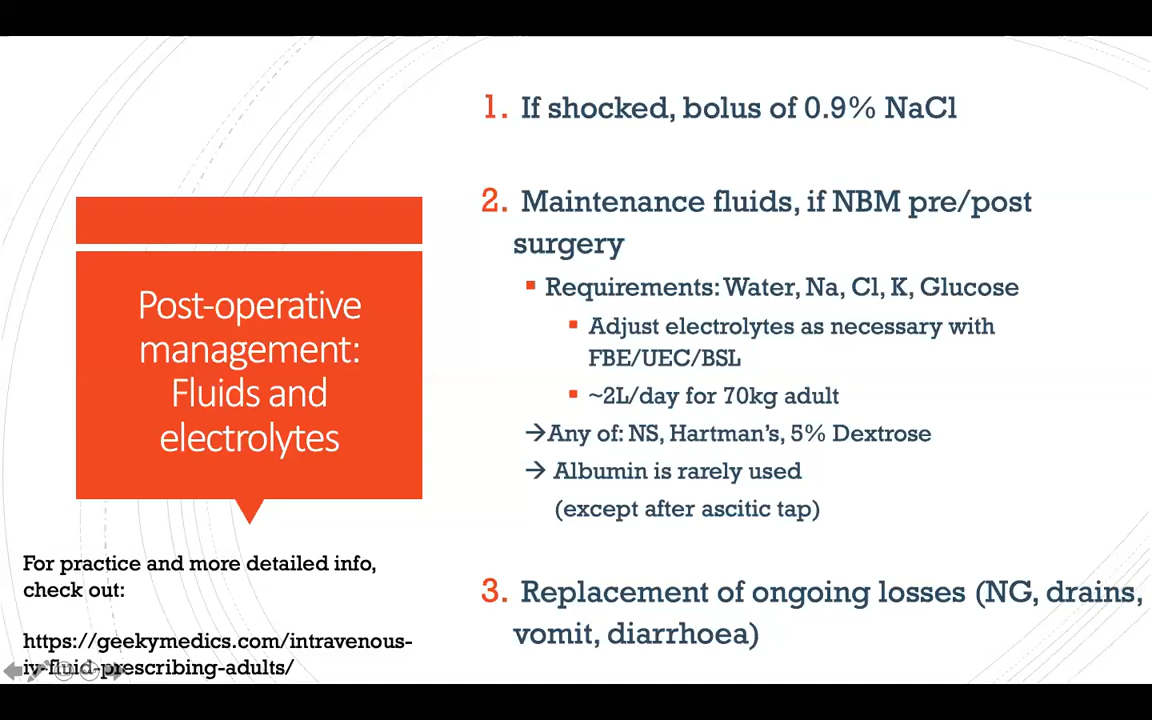 Post-operative
management:
Fluids and
electrolytes
For practice and more detailed info,
check out:
https://geekymedics.com/intravenous-
iv-fluid-prescribing-adults/
1. If shocked, bolus of 0.9% NaCl
2. Maintenance fluids, if NBM pre/post
surgery
▪ Requirements: Water, Na, Cl, K, Glucose
▪ Adjust electrolytes as necessary with
FBE/UEC/BSL
▪ ~2L/day for 70kg adult
→Any of: NS, Hartman’s, 5% Dextrose
→ Albumin is rarely used
(except after ascitic tap)
3. Replacement of ongoing losses (NG, drains,
vomit, diarrhoea)